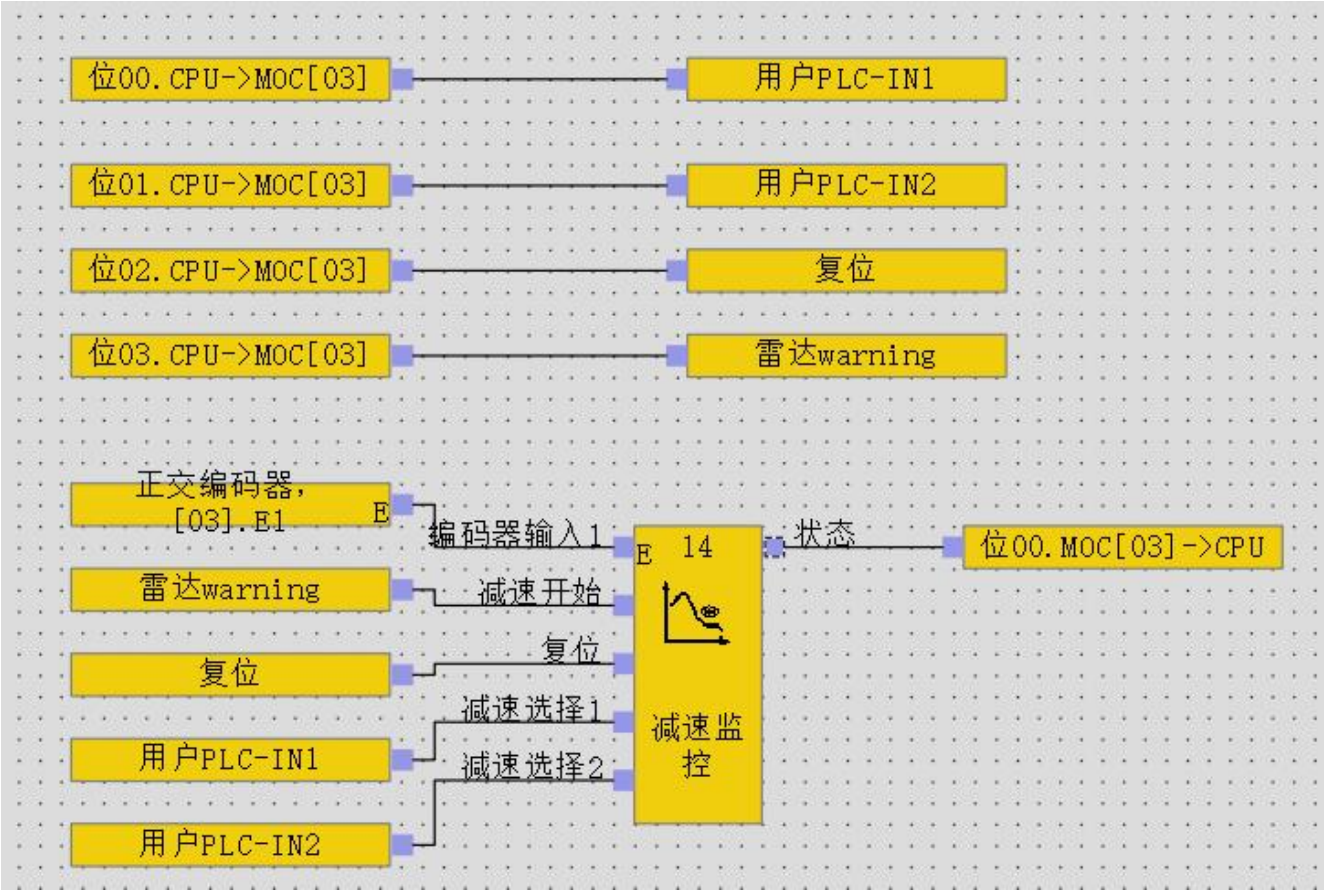 位00.CPU->MOC[03]
用户PLC-IN1
位01.CPU->MOC[03]
用户PLC-IN2
位02.CPU->MOC[03]
复位
位03.CPU->MOC[03]
雷达warning
正交编码器,
[03].E1
E
编码器输入1
E
14
状态
位00.MOC[03]->CPU
雷达warning
减速开始
复位
复位
减速选择1
减速监
控
用户PLC-IN1
减速选择2
用户PLC-IN2